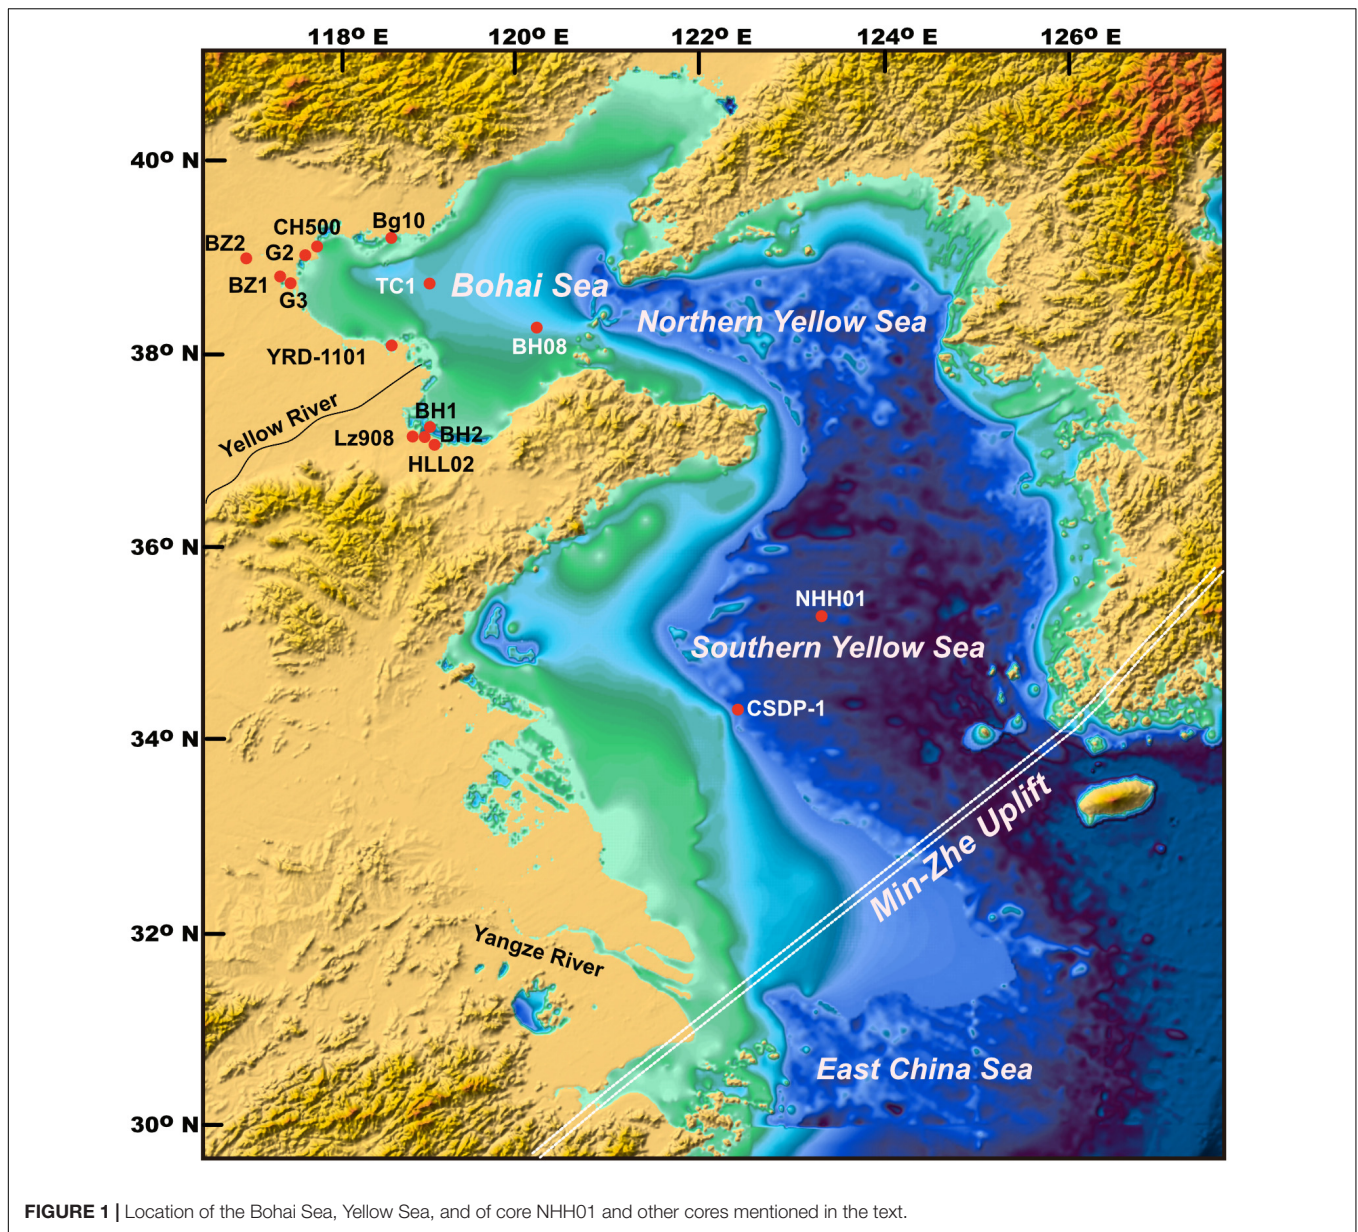 118º E 120º E 122º E 124º E 126º E
40º N
38º N
36º N
34º N
32º N
30º N
BZ2
CH500
Bg10
G2
BZ1
G3
TC1
Bohai Sea
Northern Yellow Sea
BH08
YRD-1101
Yellow River
BH1
Lz908
BH2
HLL02
NHH01
Southern Yellow Sea
CSDP-1
Min-Zhe Uplift
Yangze River
East China Sea
FIGURE 1 | Location of the Bohai Sea, Yellow Sea, and of core NHH01 and other cores mentioned in the text.